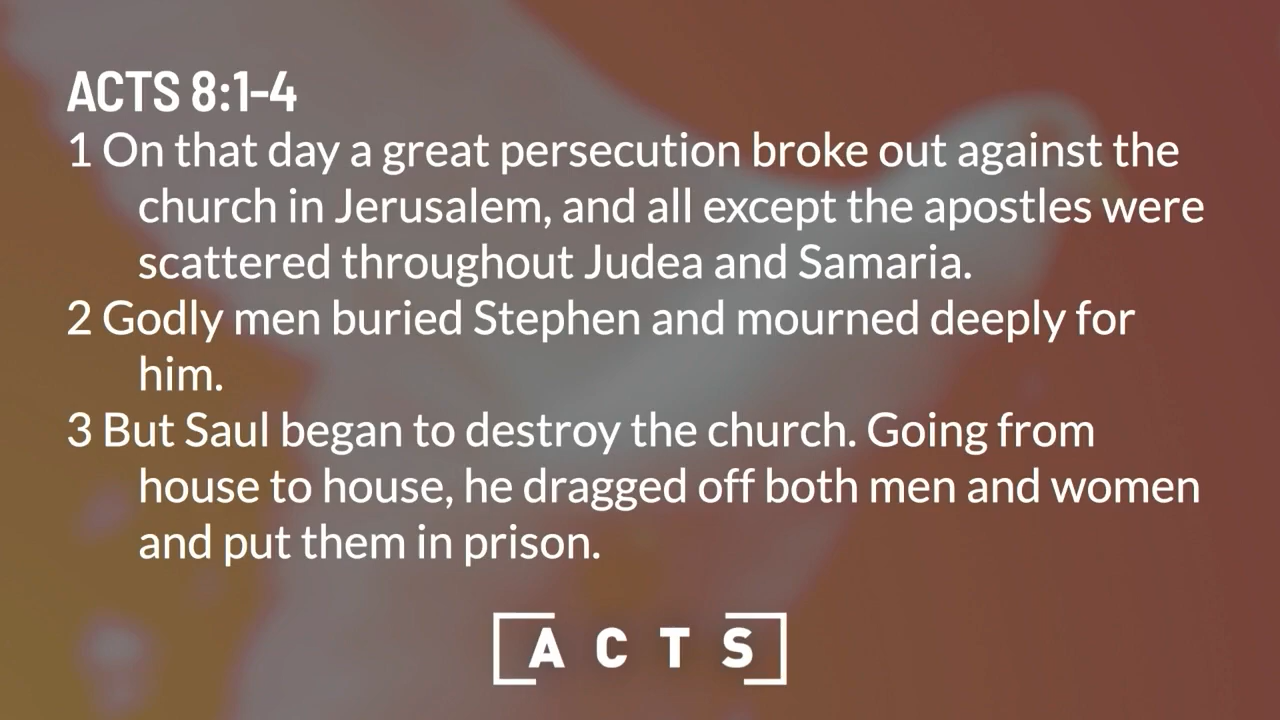 ACTS 8:1-4
1 On that day a great persecution broke out against the
church in Jerusalem, and all except the apostles were
scattered throughout Judea and Samaria.
2 Godly men buried Stephen and mourned deeply for
him.
3 But Saul began to destroy the church. Going from
house to house, he dragged off both men and women
and put them in prison.
[ACTS]